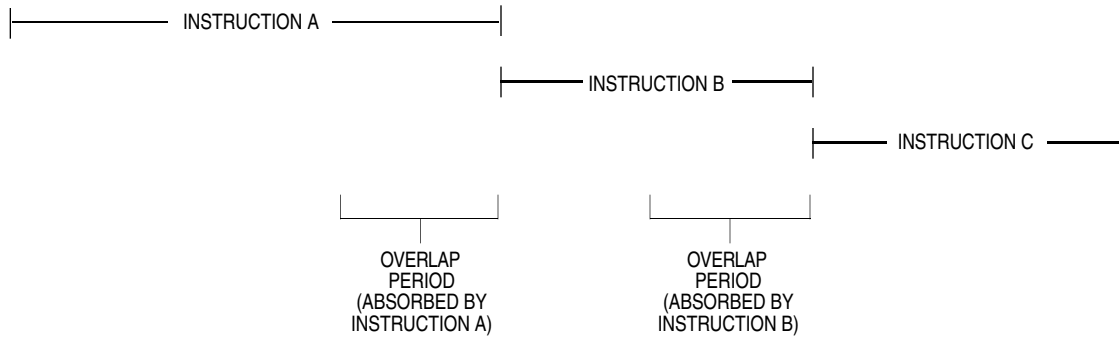 INSTRUCTION A
INSTRUCTION B
INSTRUCTION C
OVERLAP
PERIOD
(ABSORBED BY
INSTRUCTION A)
OVERLAP
PERIOD
(ABSORBED BY
INSTRUCTION B)